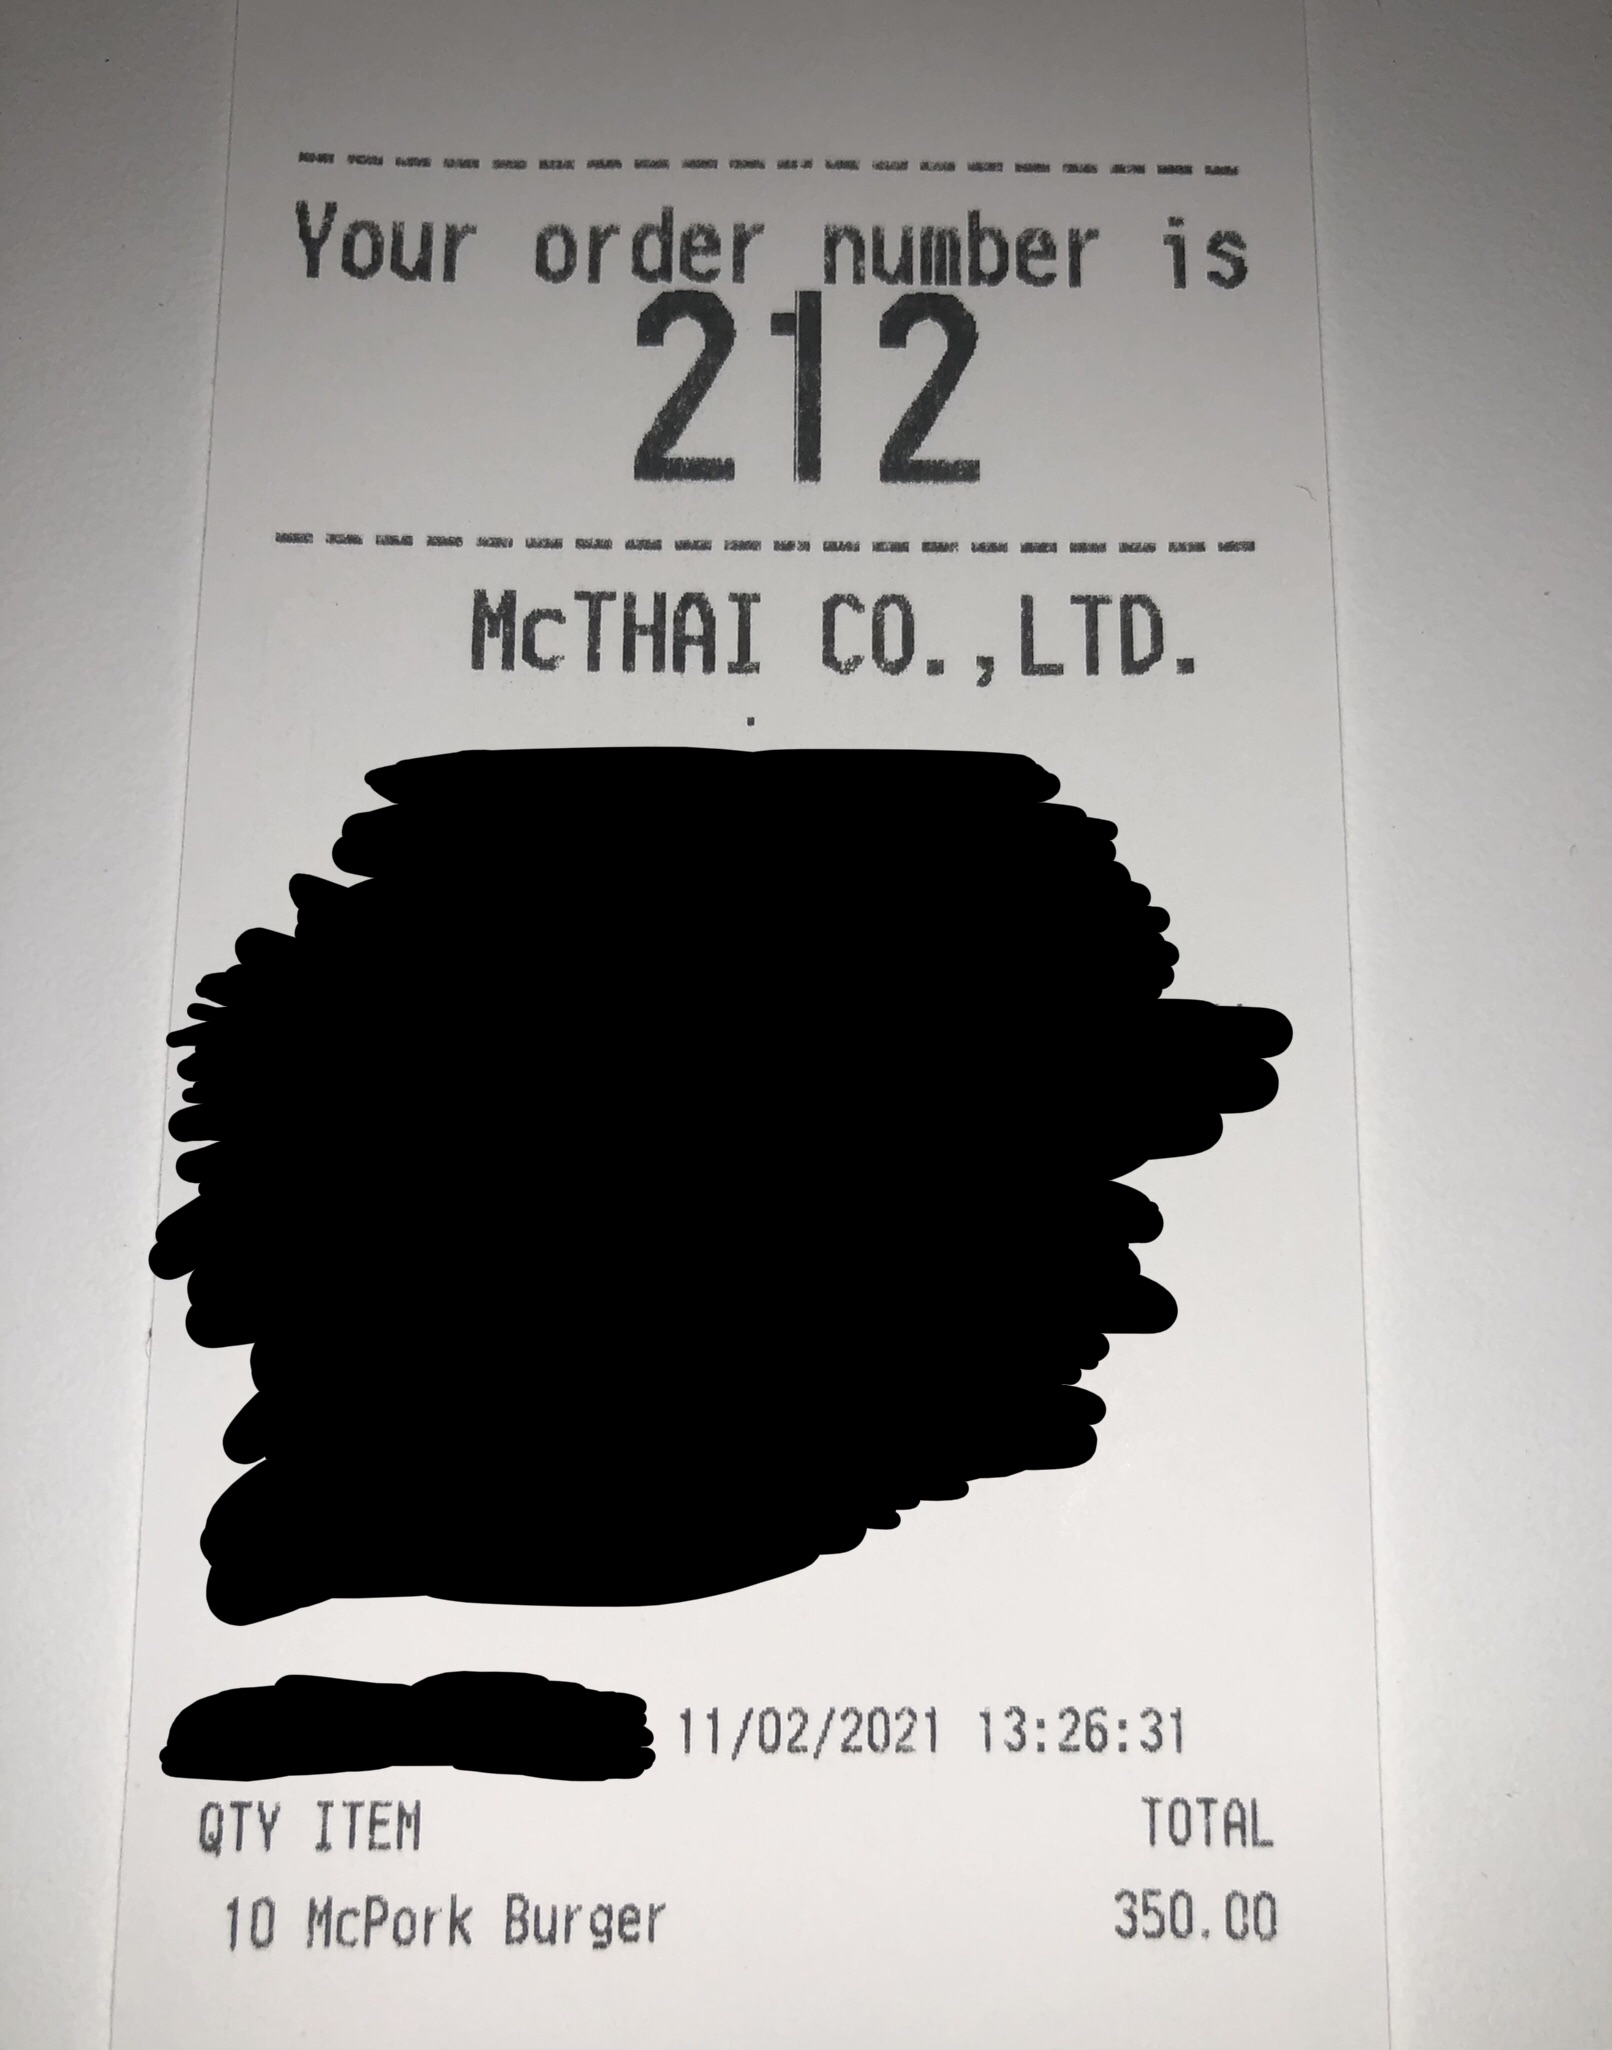 Your order number is
212
McTHAI CO.,LTD.
.
11/02/2021 13:26:31
QTY ITEM TOTAL
10 McPork Burger 350.00